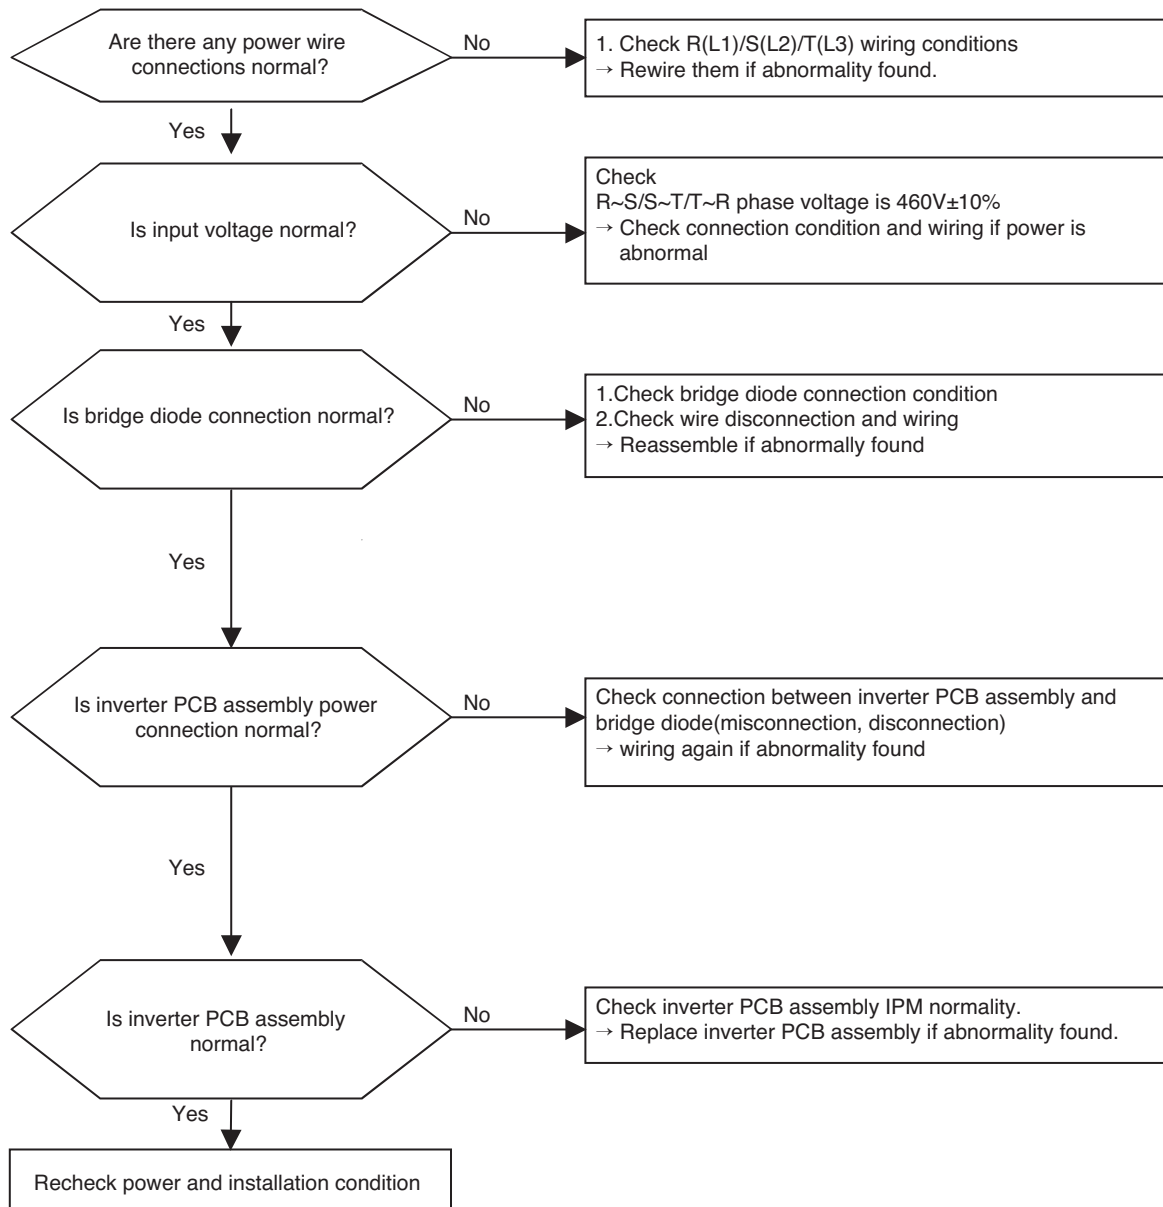 Are there any power wire
connections normal?
No
1. Check R(L1)/S(L2)/T(L3) wiring conditions
→ Rewire them if abnormality found.
Yes
Is input voltage normal?
No
Check
R~S/S~T/T~R phase voltage is 460V±10%
→ Check connection condition and wiring if power is
abnormal
Yes
Is bridge diode connection normal?
No
1.Check bridge diode connection condition
2.Check wire disconnection and wiring
→ Reassemble if abnormally found
Yes
Is inverter PCB assembly power
connection normal?
No
Check connection between inverter PCB assembly and
bridge diode(misconnection, disconnection)
→ wiring again if abnormality found
Yes
Is inverter PCB assembly
normal?
No
Check inverter PCB assembly IPM normality.
→ Replace inverter PCB assembly if abnormality found.
Yes
Recheck power and installation condition